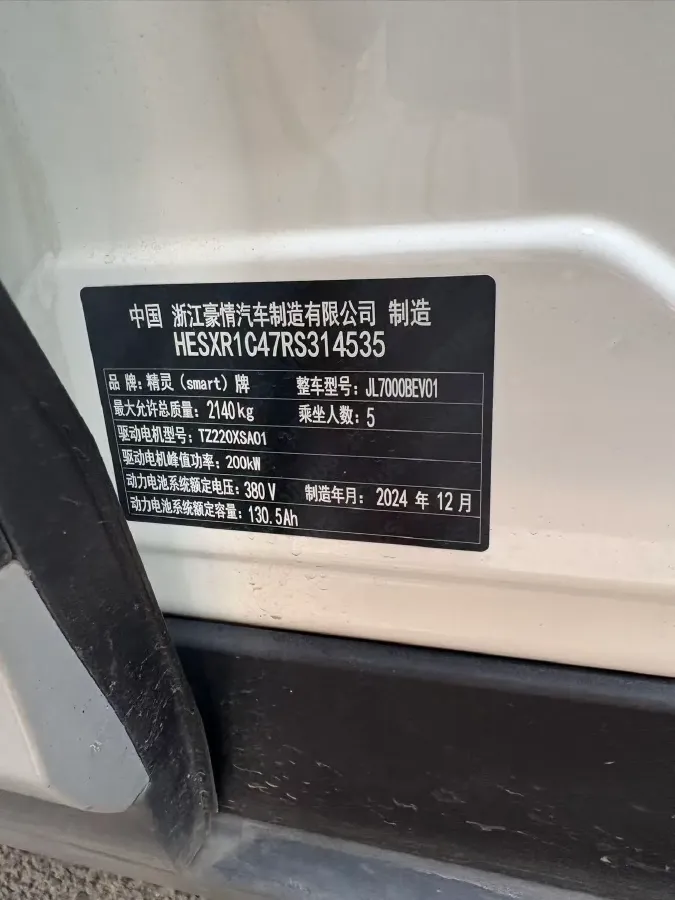 中国 浙江豪情汽车制造有限公司 制造
HESXR1C47RS314535
品 牌: 精灵 (smart) 牌 整车型号: JL7000BEV01
最大允许总质量: 2140kg 乘坐人数: 5
驱动电机型号: TZ220XSA01
驱动电机峰值功率: 200kW
动力电池系统额定电压: 380 V 制造年月: 2024 年 12 月
动力电池系统额定容量: 130.5Ah